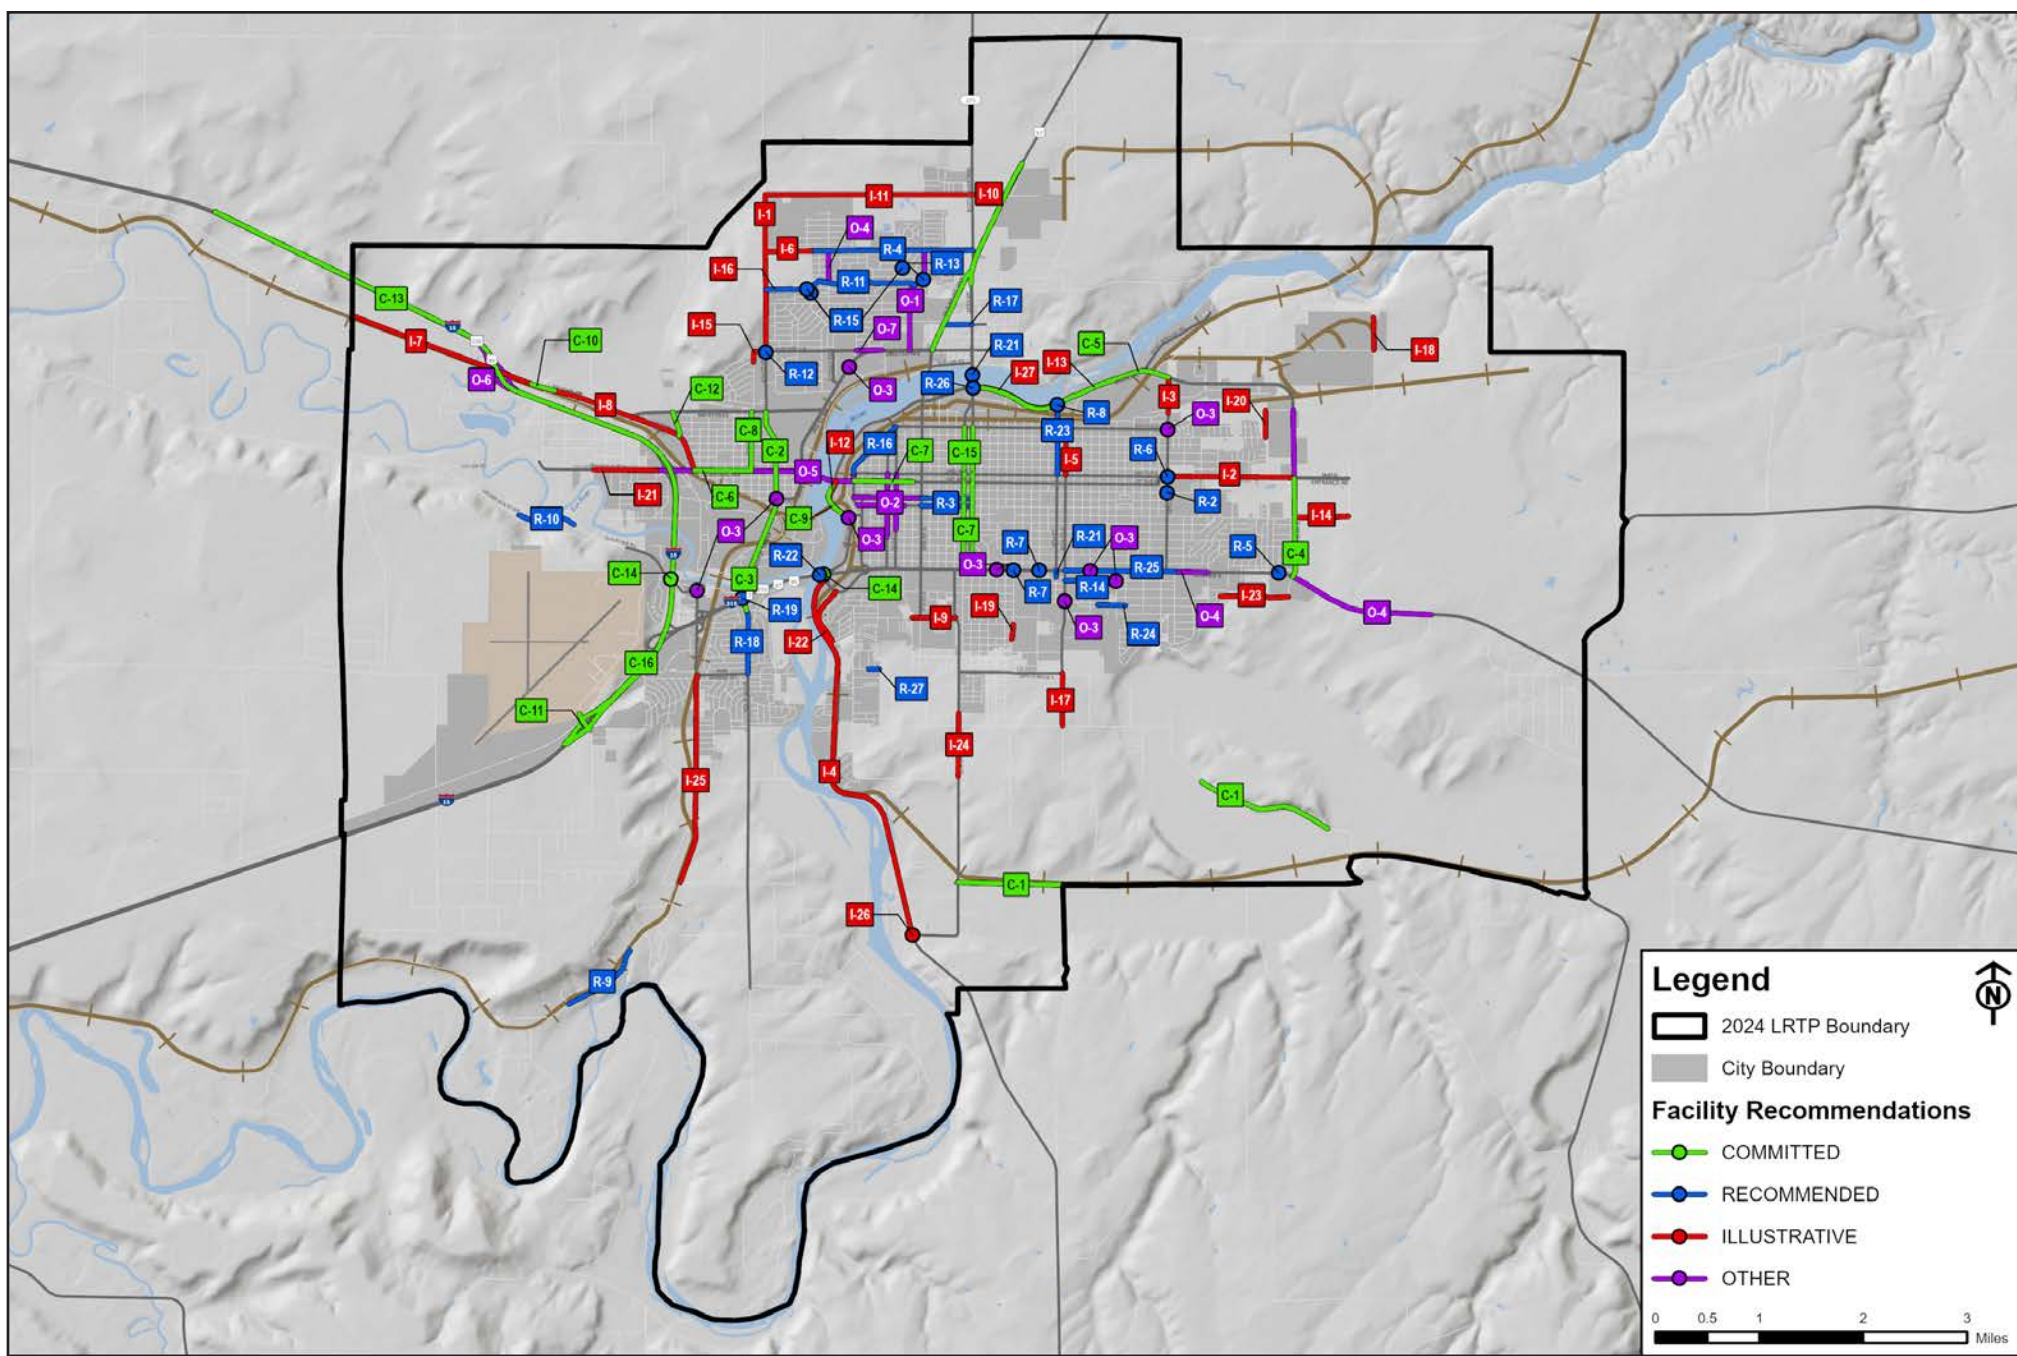 I-11
I-10
I-1
O-4
I-6
R-4
R-13
I-16
R-11
C-13
O-1
R-17
R-15
I-15
O-7
I-7
C-10
R-21
C-5
I-13
I-18
R-12
O-6
O-3
R-26
I-27
C-12
I-8
I-3
I-20
R-8
O-3
C-8
R-23
I-12
R-16
C-2
C-7
C-15
R-6
I-5
O-5
I-2
I-21
C-6
O-2
R-3
R-2
R-10
C-9
I-14
O-3
O-3
C-7
R-21
O-3
R-7
R-5
C-4
R-22
O-3
R-25
C-14
C-3
C-14
R-7
R-14
I-23
R-19
I-19
I-9
O-4
O-4
R-18
I-22
O-3
R-24
C-16
R-27
I-17
C-11
I-24
I-25
I-4
C-1
C-1
I-26
R-9
Legend
N
2024 LRTP Boundary
City Boundary
Facility Recommendations
COMMITTED
RECOMMENDED
ILLUSTRATIVE
OTHER
0 0.5 1 2 3
Miles